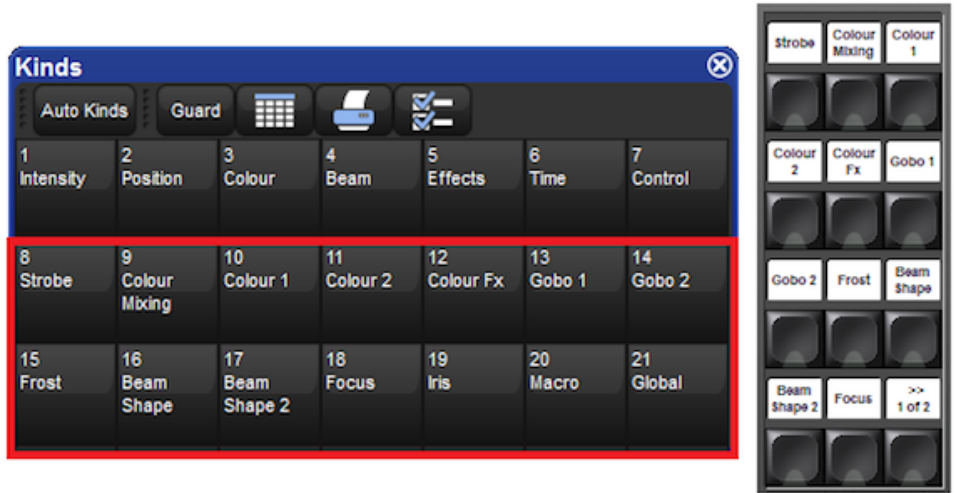 Kinds
Auto Kinds Guard
1 2 3 4 5 6 7
Intensity Position Colour Beam Effects Time Control
8 9 10 11 12 13 14
Strobe Colour Colour 1 Colour 2 Colour Fx Gobo 1 Gobo 2
Mixing
15 16 17 18 19 20 21
Frost Beam Beam Focus Iris Macro Global
Shape Shape 2
Strobe Colour Colour
Mixing 1
Colour Colour Gobo 1
2 Fx
Gobo 2 Frost Beam
Shape
Beam Focus >>
Shape 2 1 of 2